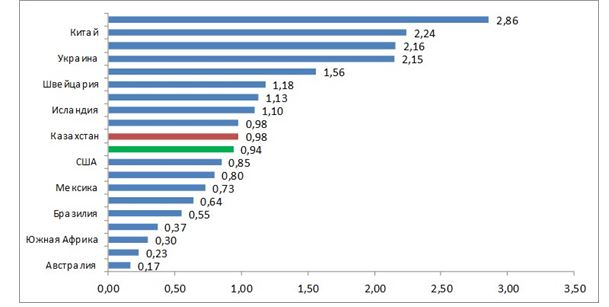 2,86
Китай 2,24
2,16
Украина 2,15
1,56
Швейцария 1,18
1,13
Исландия 1,10
0,98
Казахстан 0,98
0,94
США 0,85
0,80
Мексика 0,73
0,64
Бразилия 0,55
0,37
Южная Африка 0,30
0,23
Австралия 0,17
0,00 0,50 1,00 1,50 2,00 2,50 3,00 3,50